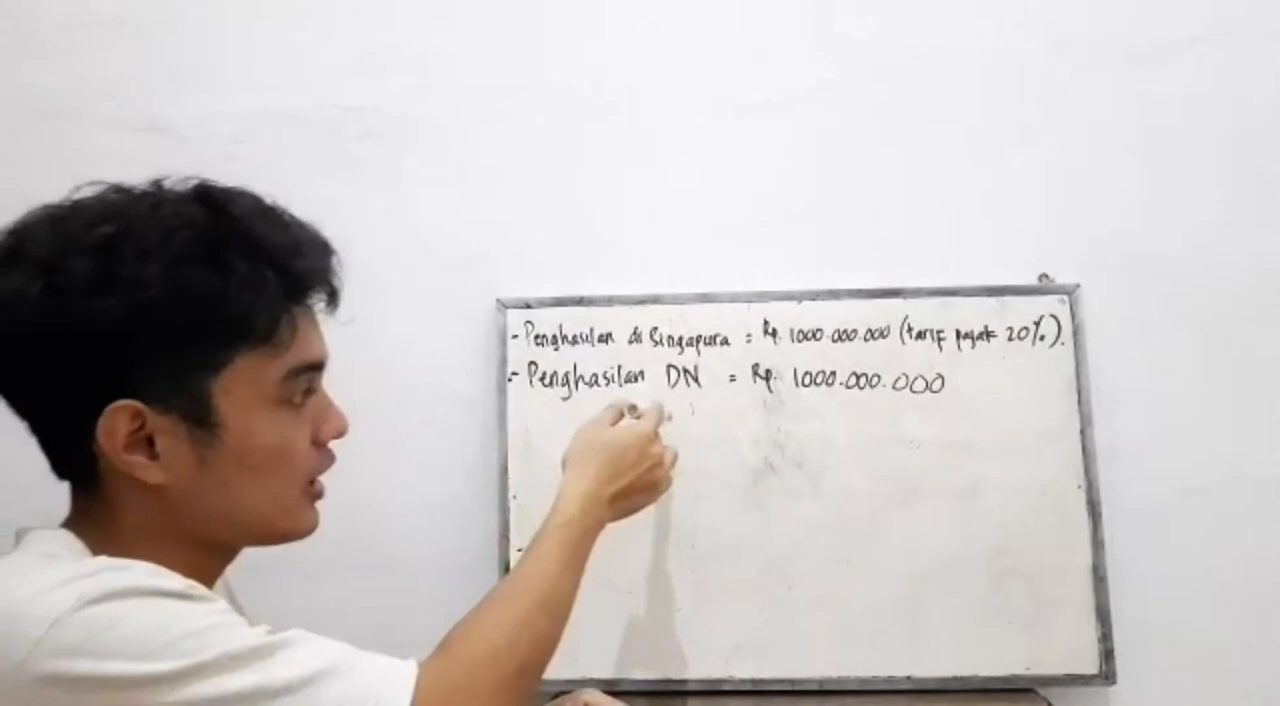 - Penghasilan di Singapura = Rp. 1000.000.000 (tarif pajak 20%).
- Penghasilan DN = Rp. 1000.000.000